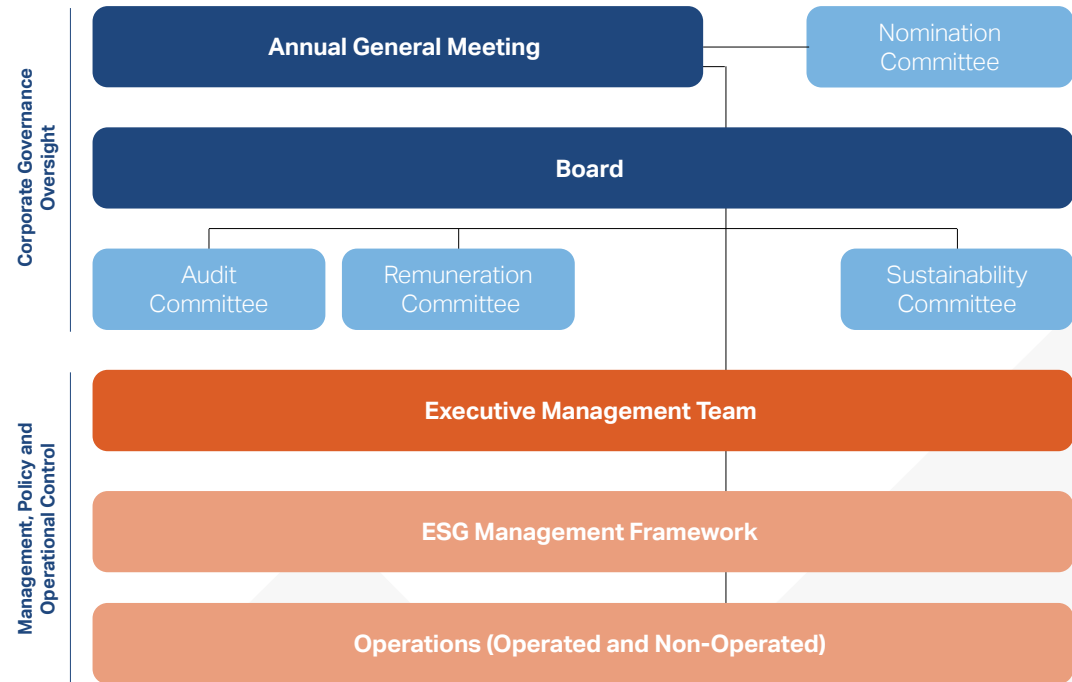 Corporate Governance
Oversight
Annual General Meeting
Nomination
Committee
Board
Audit
Committee
Remuneration
Committee
Sustainability
Committee
Management, Policy and
Operational Control
Executive Management Team
ESG Management Framework
Operations (Operated and Non-Operated)